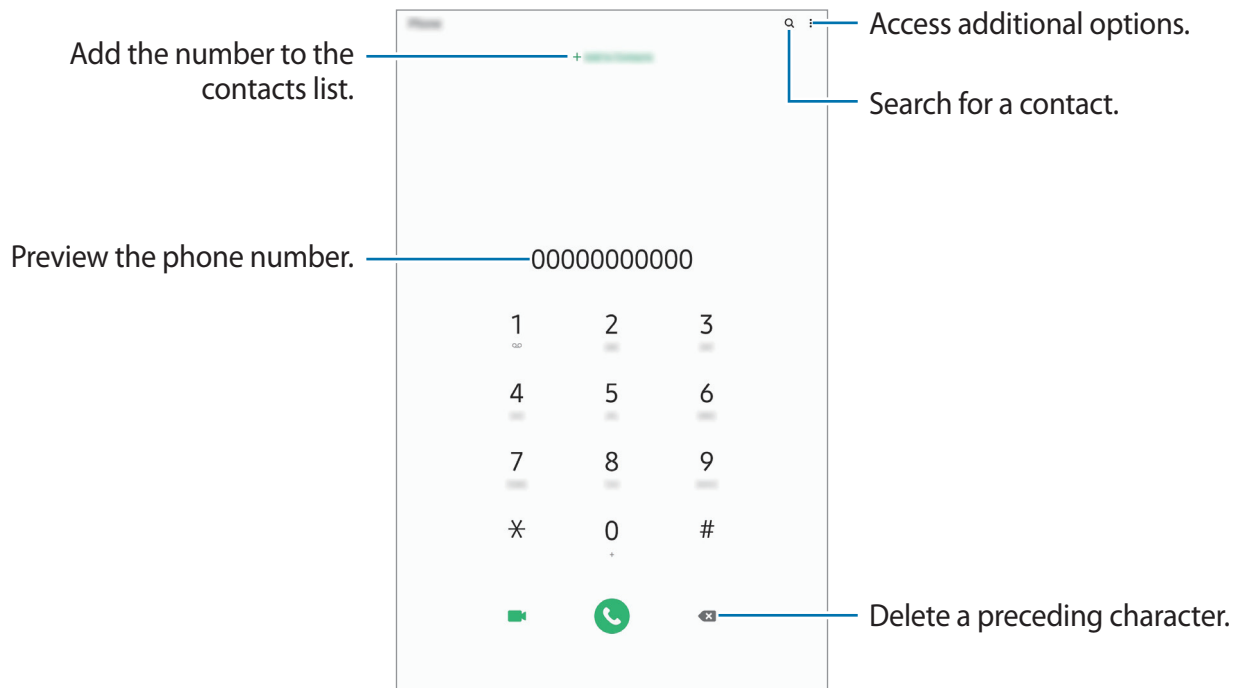 Access additional options.
Add the number to the
contacts list.
+
Search for a contact.
Preview the phone number.
00000000000
1 2 3
4 5 6
7 8 9
* 0 #
+
Delete a preceding character.